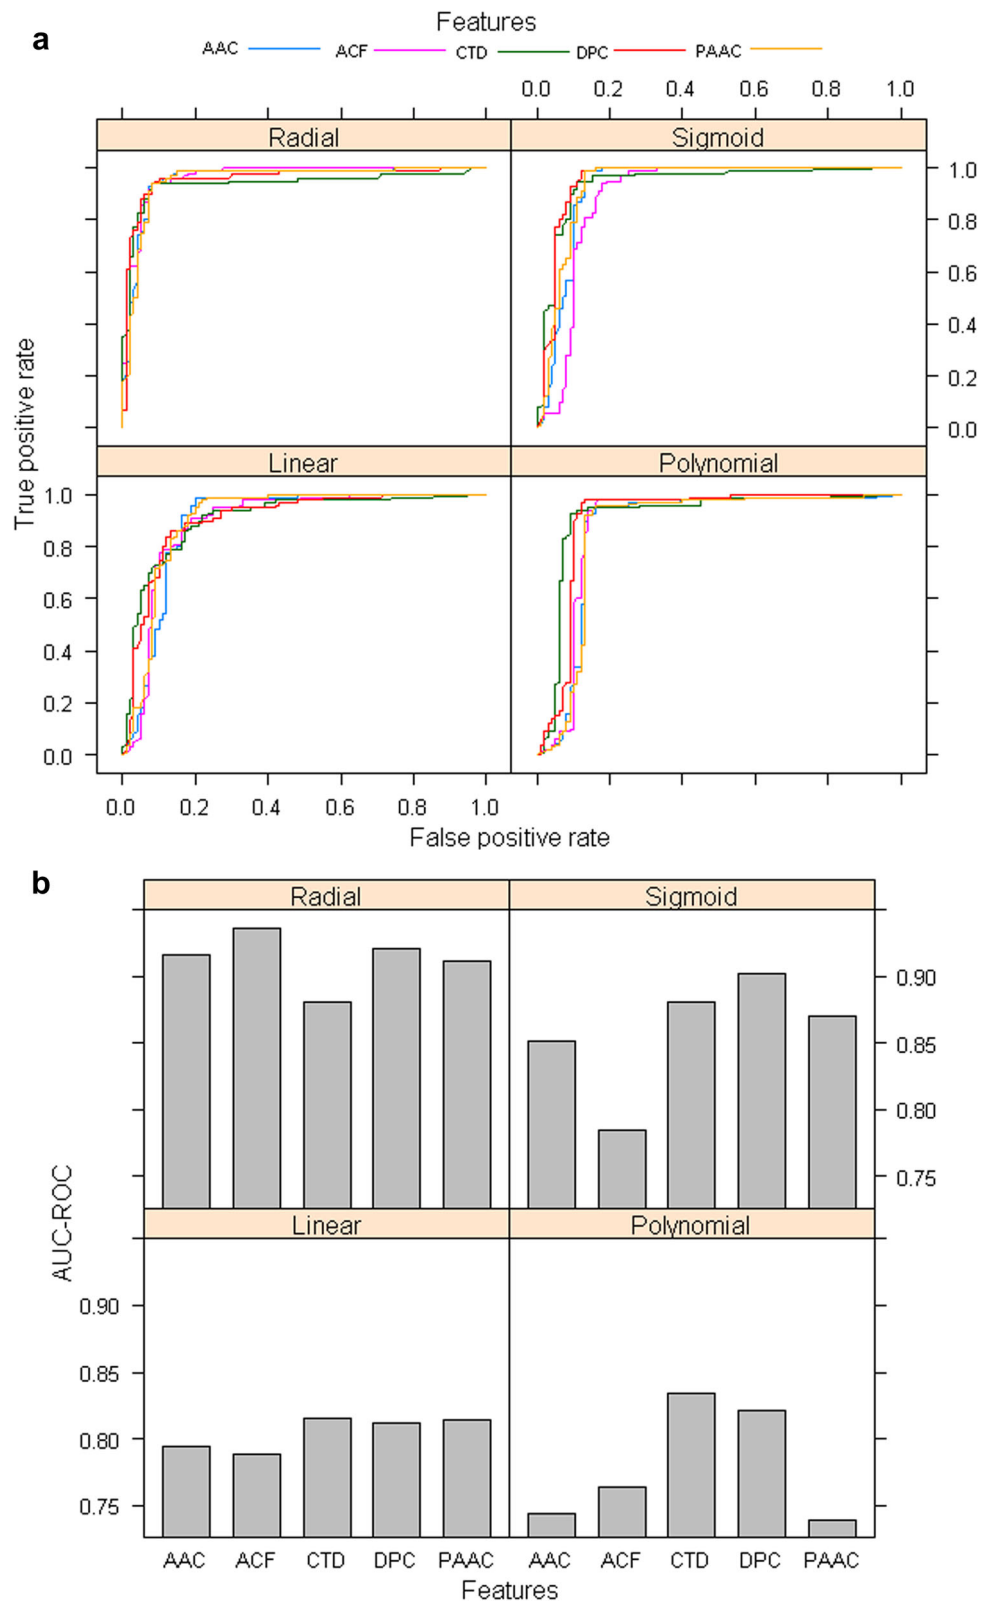 a
Features
AAC ACF CTD DPC PAAC
0.0 0.2 0.4 0.6 0.8 1.0
Radial Sigmoid
1.0
0.8
0.6
0.4
0.2
0.0
True positive rate
Linear Polynomial
1.0
0.8
0.6
0.4
0.2
0.0
0.0 0.2 0.4 0.6 0.8 1.0
False positive rate
b
Radial Sigmoid
0.90
0.85
0.80
0.75
AUC-ROC
Linear Polynomial
0.90
0.85
0.80
0.75
AAC ACF CTD DPC PAAC AAC ACF CTD DPC PAAC
Features